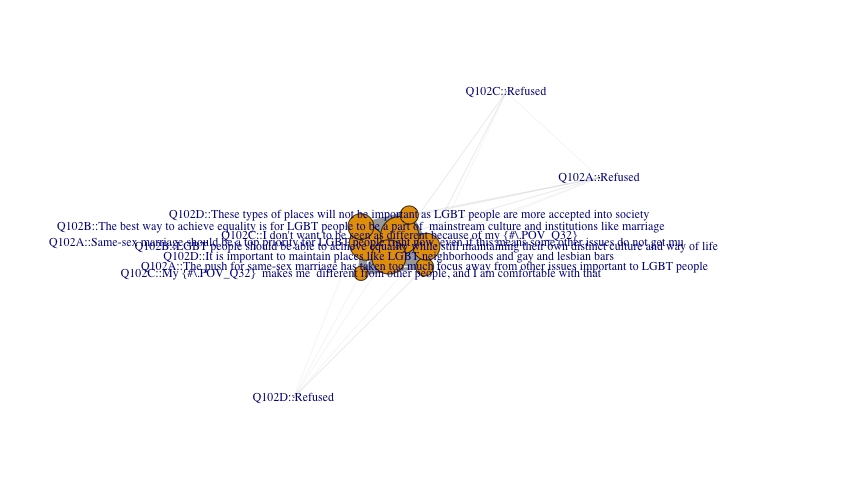 Q102C::Refused
Q102A::Refused
Q102D::These types of places will not be important as LGBT people are more accepted into society
Q102B::The best way to achieve equality is for LGBT people to be a part of  mainstream culture and institutions like marriage
Q102C::I don't want to be seen as different because of my {#\.POV_Q32}
Q102A::Same-sex marriage should be a top priority for LGBT people right now, even if this means some other issues do not get mu
Q102B::LGBT people should be able to achieve equality while still maintaining their own distinct culture and way of life
Q102D::It is important to maintain places like LGBT neighborhoods and gay and lesbian bars
Q102A::The push for same-sex marriage has taken too much focus away from other issues important to LGBT people
Q102C::My {#\.POV_Q32}  makes me  different from other people, and I am comfortable with that
Q102D::Refused